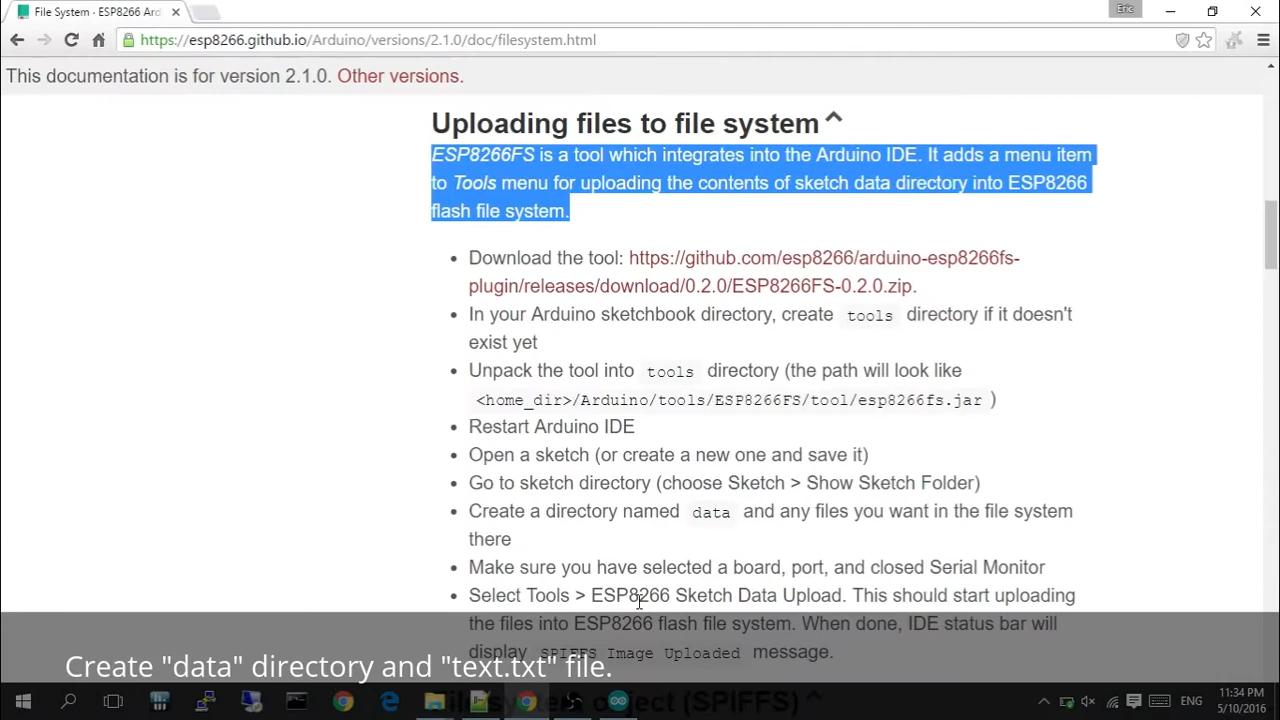 File System · ESP8266 Ard
Eric
https://esp8266.github.io/Arduino/versions/2.1.0/doc/filesystem.html
This documentation is for version 2.1.0. Other versions.
Uploading files to file system
ESP8266FS is a tool which integrates into the Arduino IDE. It adds a menu item
to Tools menu for uploading the contents of sketch data directory into ESP8266
flash file system.
• Download the tool: https://github.com/esp8266/arduino-esp8266fs-
plugin/releases/download/0.2.0/ESP8266FS-0.2.0.zip.
• In your Arduino sketchbook directory, create tools directory if it doesn't
exist yet
• Unpack the tool into tools directory (the path will look like
<home_dir>/Arduino/tools/ESP8266FS/tool/esp8266fs.jar )
• Restart Arduino IDE
• Open a sketch (or create a new one and save it)
• Go to sketch directory (choose Sketch > Show Sketch Folder)
• Create a directory named data and any files you want in the file system
there
• Make sure you have selected a board, port, and closed Serial Monitor
• Select Tools > ESP8266 Sketch Data Upload. This should start uploading
the files into ESP8266 flash file system. When done, IDE status bar will
display SPIFFS Image Uploaded message.
Create "data" directory and "text.txt" file.
File system object (SPIFFS)
ENG
11:34 PM
5/10/2016